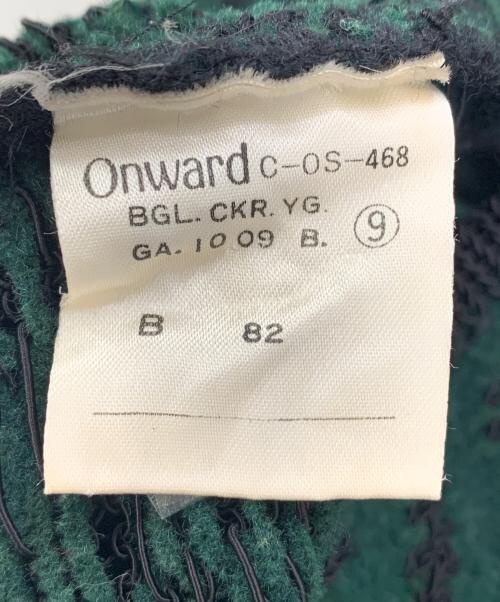 Onward C-OS-468
BGL. CKR. YG.
GA. 1009 B. ⑨
B 82